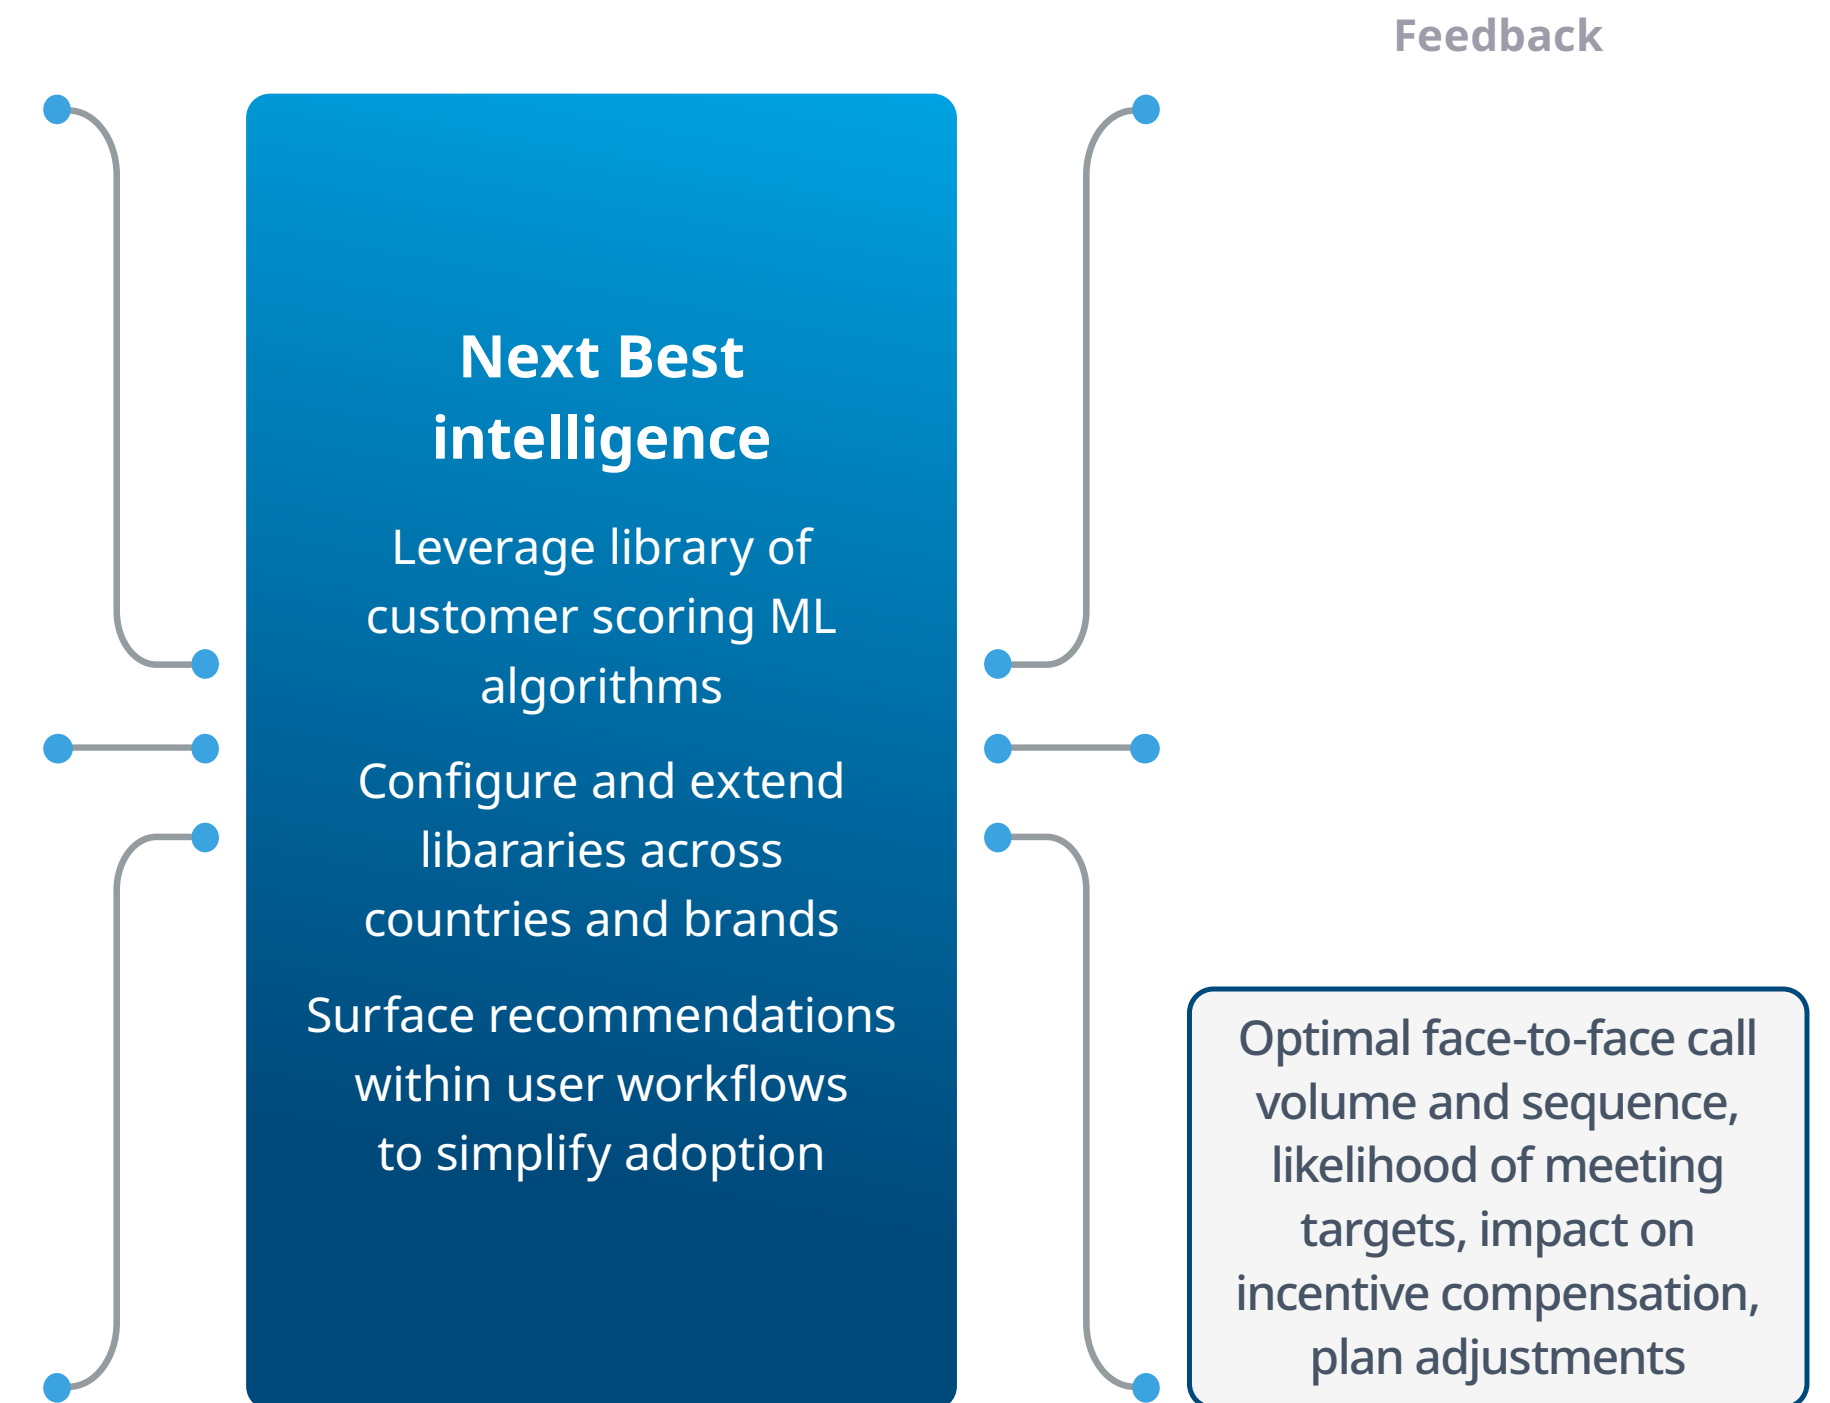 Feedback
Next Best
intelligence
Leverage library of
customer scoring ML
algorithms
Configure and extend
libararies across
countries and brands
Surface recommendations
within user workflows
to simplify adoption
Optimal face-to-face call
volume and sequence,
likelihood of meeting
targets, impact on
incentive compensation,
plan adjustments